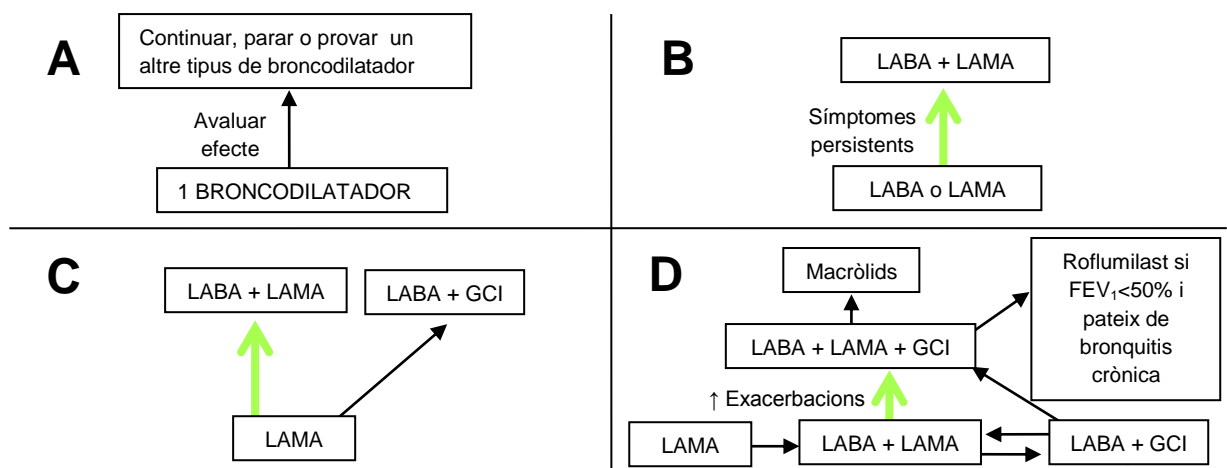 A
Continuar, parar o provar un
altre tipus de broncodilatador
Avaluar
efecte
1 BRONCODILATADOR
B
LABA + LAMA
Símptomes
persistents
LABA o LAMA
C
LABA + LAMA
LABA + GCI
LAMA
D
Macròlids
Roflumilast si
FEV₁<50% i
pateix de
bronquitis
crònica
LABA + LAMA + GCI
↑ Exacerbacions
LAMA
LABA + LAMA
LABA + GCI